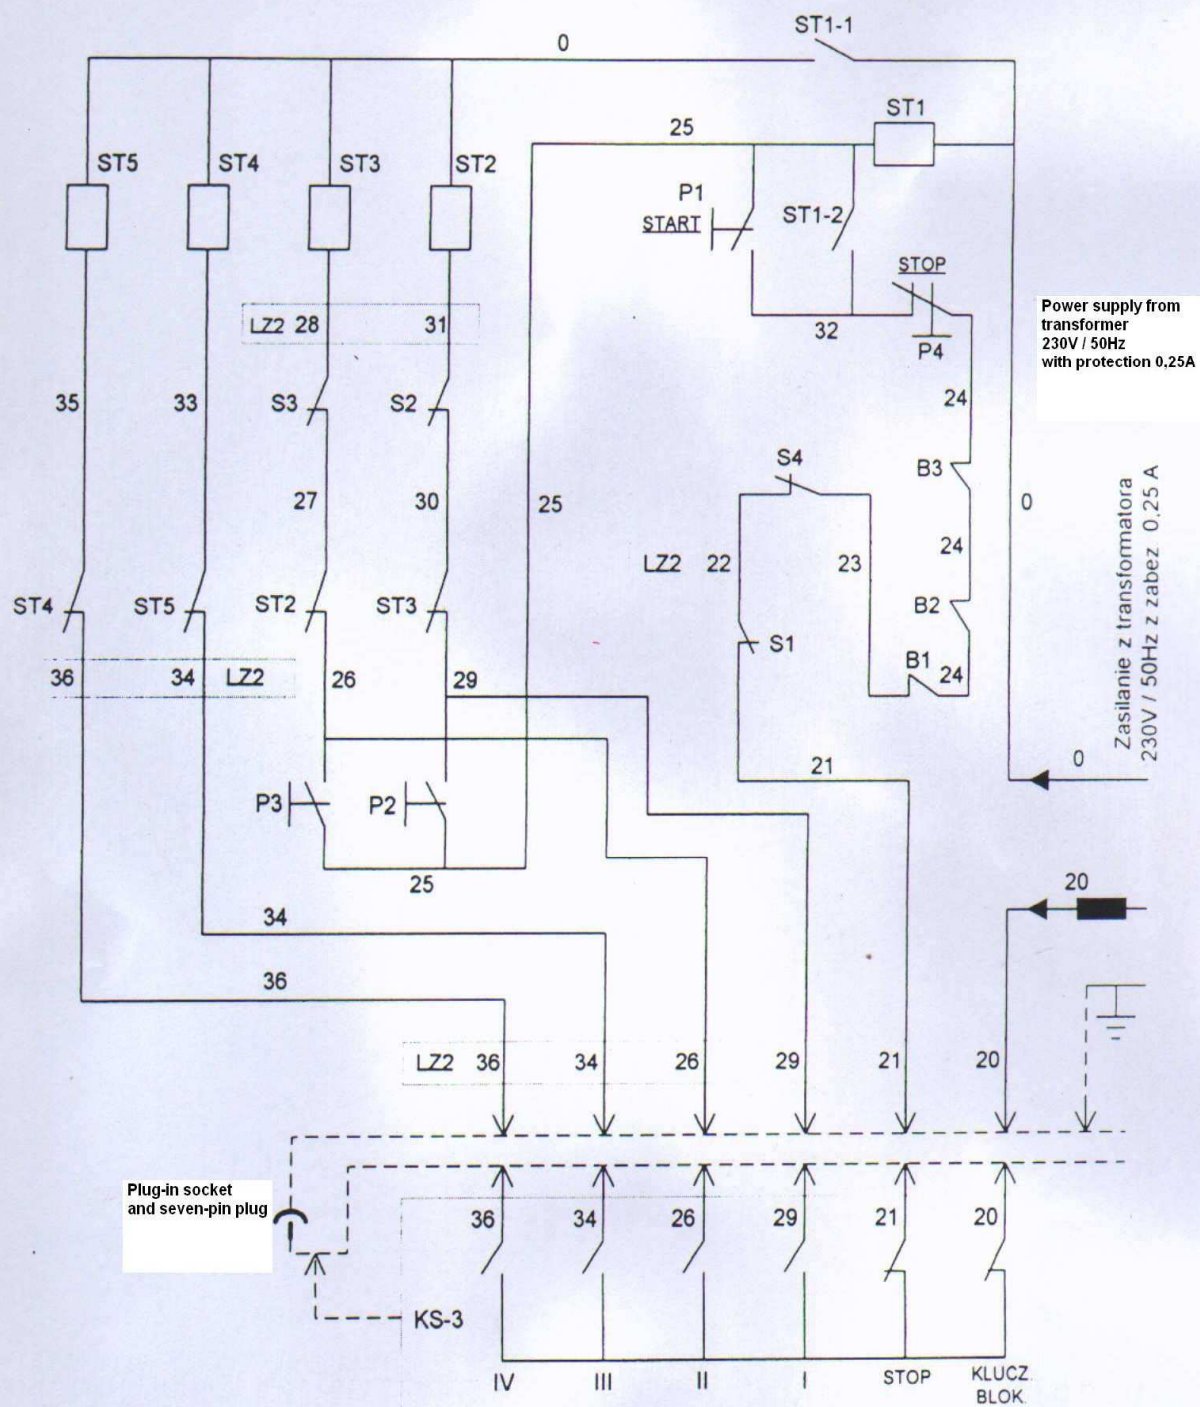 ST1-1
0
ST1
25
ST5
ST4
ST3
ST2
P1
START
ST1-2
STOP
LZ2 28
31
32
P4
Power supply from
transformer
230V / 50Hz
with protection 0,25A
35
33
S3
S2
24
S4
B3
27
30
25
0
Zasilanie z transformatora
230V / 50Hz z zabez. 0,25 A
LZ2
22
23
24
ST4
ST5
ST2
ST3
B2
S1
B1
24
36
34
LZ2
26
29
21
0
P3
P2
25
20
34
36
LZ2
36
34
26
29
21
20
Plug-in socket
and seven-pin plug
36
34
26
29
21
20
KS-3
IV
III
II
I
STOP
KLUCZ.
BLOK.